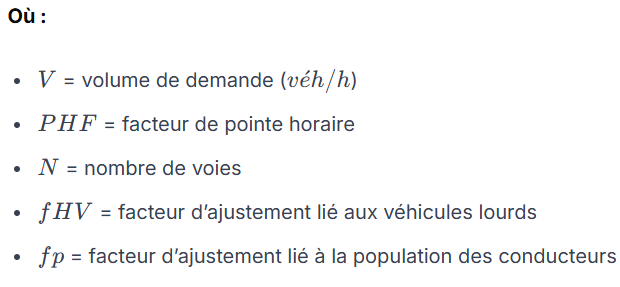 Où :
• V = volume de demande (véh/h)
• PHF = facteur de pointe horaire
• N = nombre de voies
• fHV = facteur d’ajustement lié aux véhicules lourds
• fp = facteur d’ajustement lié à la population des conducteurs